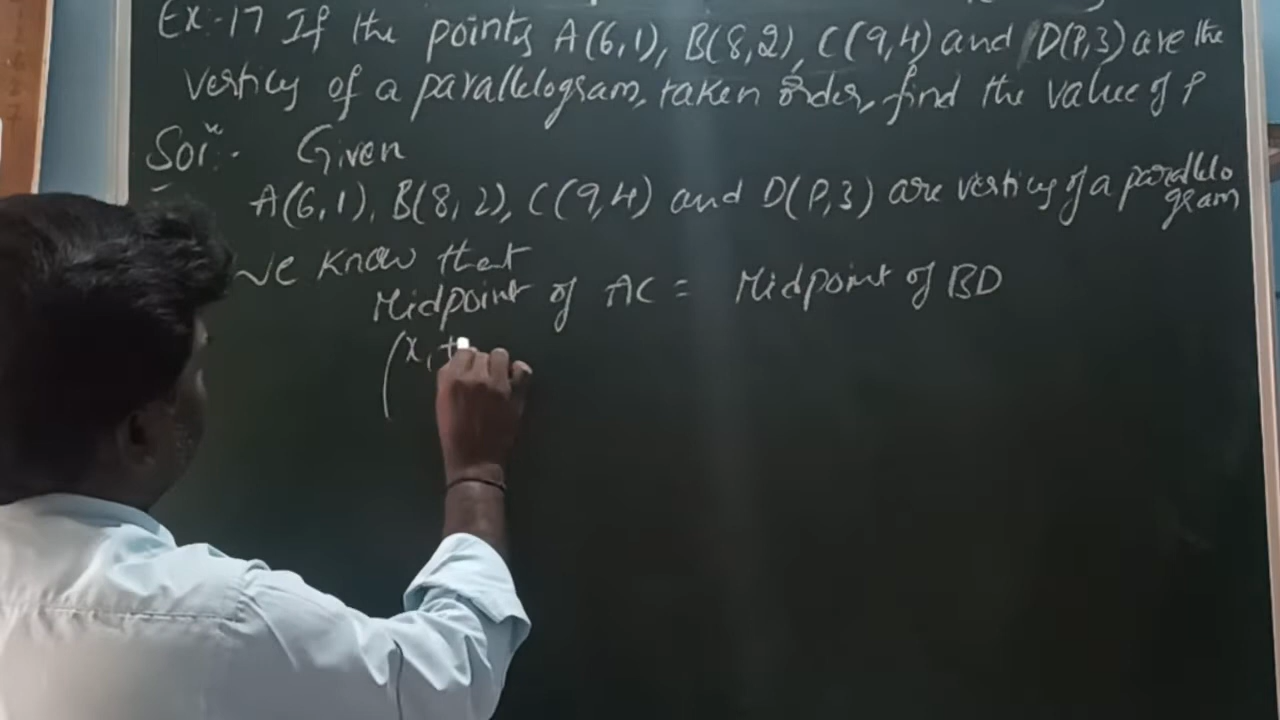 Ex:-17 If the points A(6,1), B(8,2), C(9,4) and D(P,3) are the
vertices of a parallelogram, taken order, find the value of P
Sol:- Given
A(6,1), B(8,2), C(9,4) and D(P,3) are vertices of a parallelo
gram
We know that
Midpoint of AC = Midpoint of BD
(x, +